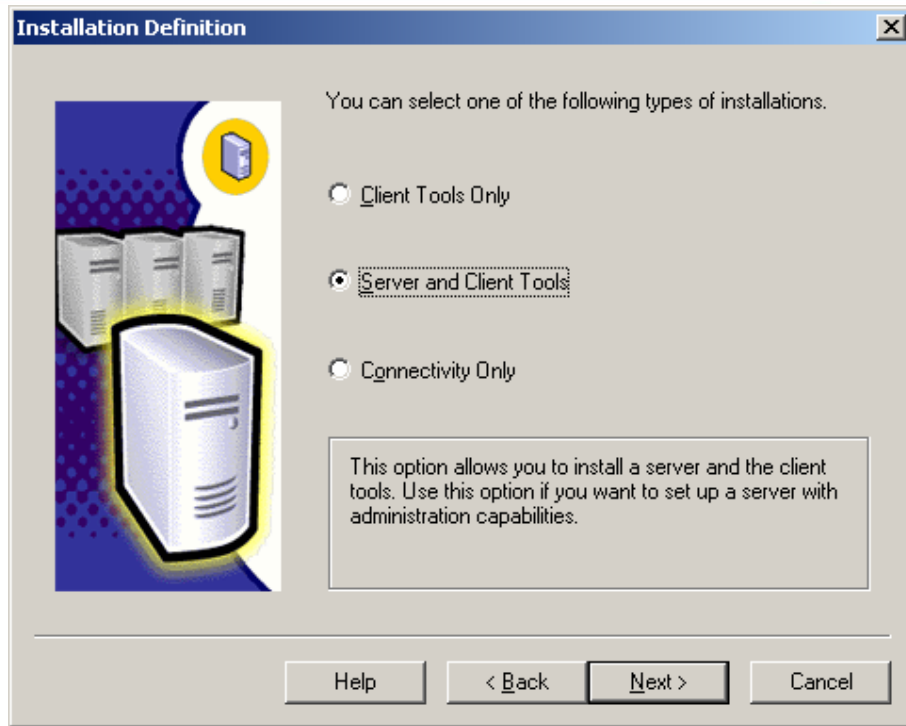 Installation Definition
You can select one of the following types of installations.
Client Tools Only
Server and Client Tools
Connectivity Only
This option allows you to install a server and the client
tools. Use this option if you want to set up a server with
administration capabilities.
Help
< Back
Next >
Cancel